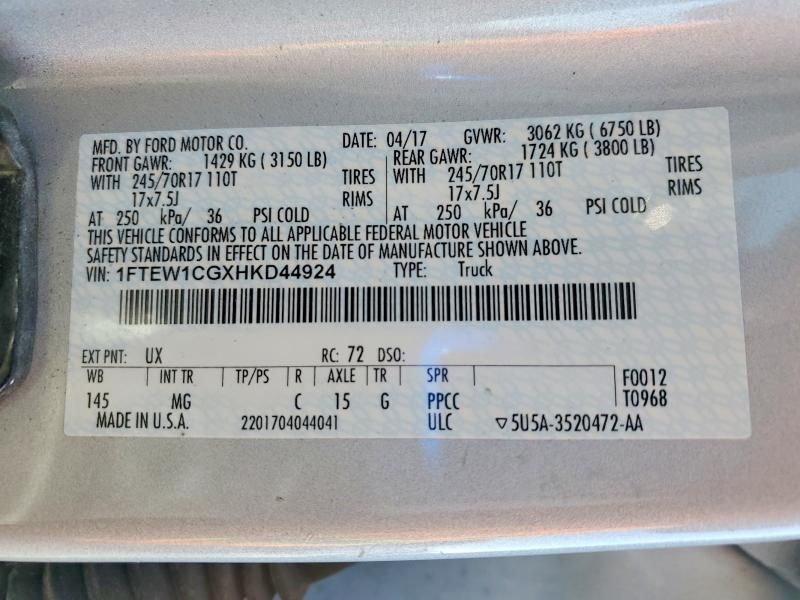 MFD. BY FORD MOTOR CO. DATE: 04/17 GVWR: 3062 KG ( 6750 LB)
FRONT GAWR: 1429 KG ( 3150 LB) REAR GAWR: 1724 KG ( 3800 LB)
WITH 245/70R17 110T TIRES WITH 245/70R17 110T TIRES
17x7.5J RIMS 17x7.5J RIMS
AT 250 kPa/ 36 PSI COLD AT 250 kPa/ 36 PSI COLD
THIS VEHICLE CONFORMS TO ALL APPLICABLE FEDERAL MOTOR VEHICLE
SAFETY STANDARDS IN EFFECT ON THE DATE OF MANUFACTURE SHOWN ABOVE.
VIN: 1FTEW1CGXHKD44924 TYPE: Truck
EXT PNT: UX RC: 72 DSO:
WB INT TR TP/PS R AXLE TR SPR F0012
145 MG C 15 G PPCC T0968
MADE IN U.S.A. 2201704044041 ULC ▽5U5A-3520472-AA